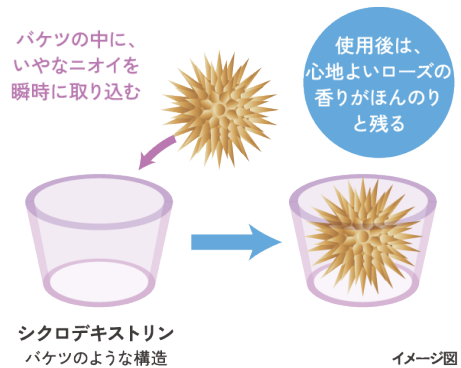 バケツの中に、
いやなニオイを
瞬時に取り込む
使用後は、
心地よいローズの
香りがほんのり
と残る
シクロデキストリン
バケツのような構造
イメージ図